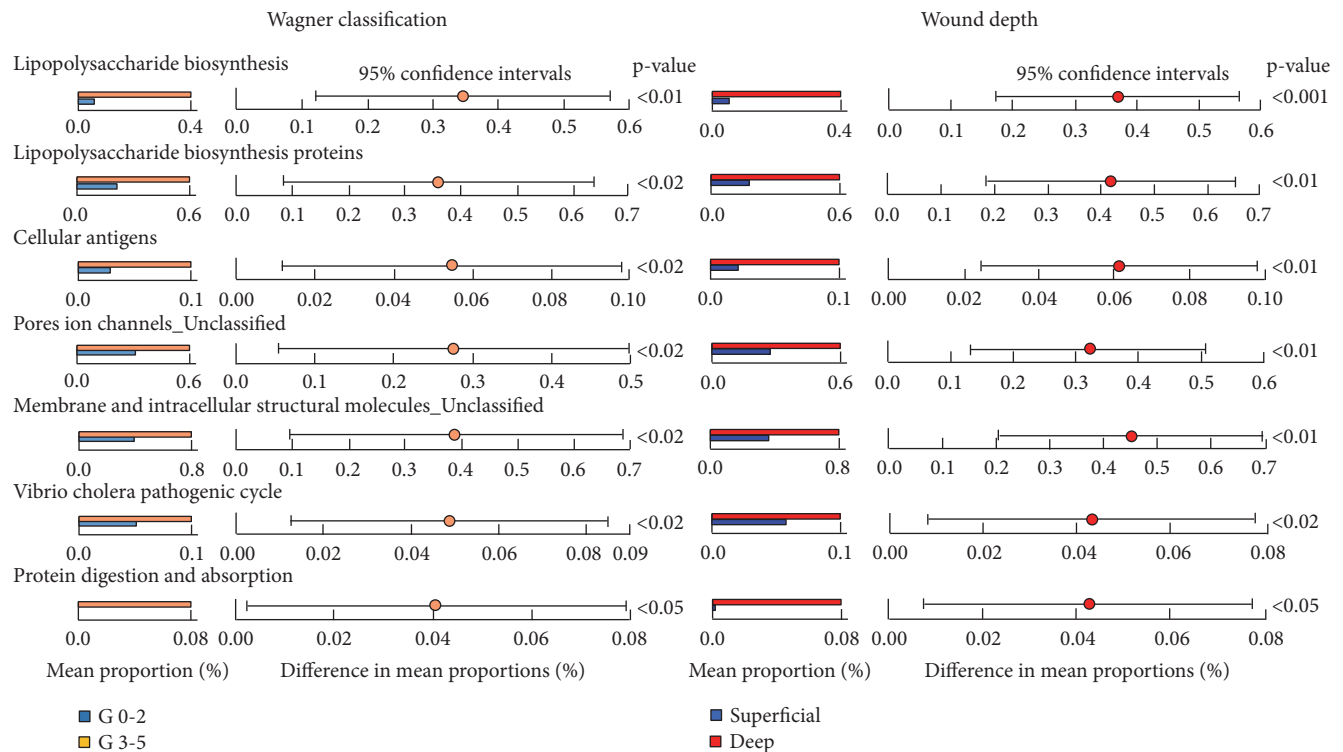 Wagner classification Wound depth
Lipopolysaccharide biosynthesis
95% confidence intervals p-value 95% confidence intervals p-value
<0.01 <0.001
0.0 0.4 0.0 0.1 0.2 0.3 0.4 0.5 0.6 0.0 0.4 0.0 0.1 0.2 0.3 0.4 0.5 0.6
Lipopolysaccharide biosynthesis proteins
<0.02 <0.01
0.0 0.6 0.0 0.1 0.2 0.3 0.4 0.5 0.6 0.7 0.0 0.6 0.0 0.1 0.2 0.3 0.4 0.5 0.6 0.7
Cellular antigens
<0.02 <0.01
0.0 0.1 0.00 0.02 0.04 0.06 0.08 0.10 0.0 0.1 0.00 0.02 0.04 0.06 0.08 0.10
Pores ion channels_Unclassified
<0.02 <0.01
0.0 0.6 0.0 0.1 0.2 0.3 0.4 0.5 0.0 0.6 0.0 0.1 0.2 0.3 0.4 0.5 0.6
Membrane and intracellular structural molecules_Unclassified
<0.02 <0.01
0.0 0.8 0.0 0.1 0.2 0.3 0.4 0.5 0.6 0.7 0.0 0.8 0.0 0.1 0.2 0.3 0.4 0.5 0.6 0.7
Vibrio cholera pathogenic cycle
<0.02 <0.02
0.0 0.1 0.00 0.02 0.04 0.06 0.08 0.09 0.0 0.1 0.00 0.02 0.04 0.06 0.08
Protein digestion and absorption
<0.05 <0.05
0.0 0.08 0.00 0.02 0.04 0.06 0.08 0.0 0.08 0.00 0.02 0.04 0.06 0.08
Mean proportion (%) Difference in mean proportions (%) Mean proportion (%) Difference in mean proportions (%)
G 0-2 Superficial
G 3-5 Deep